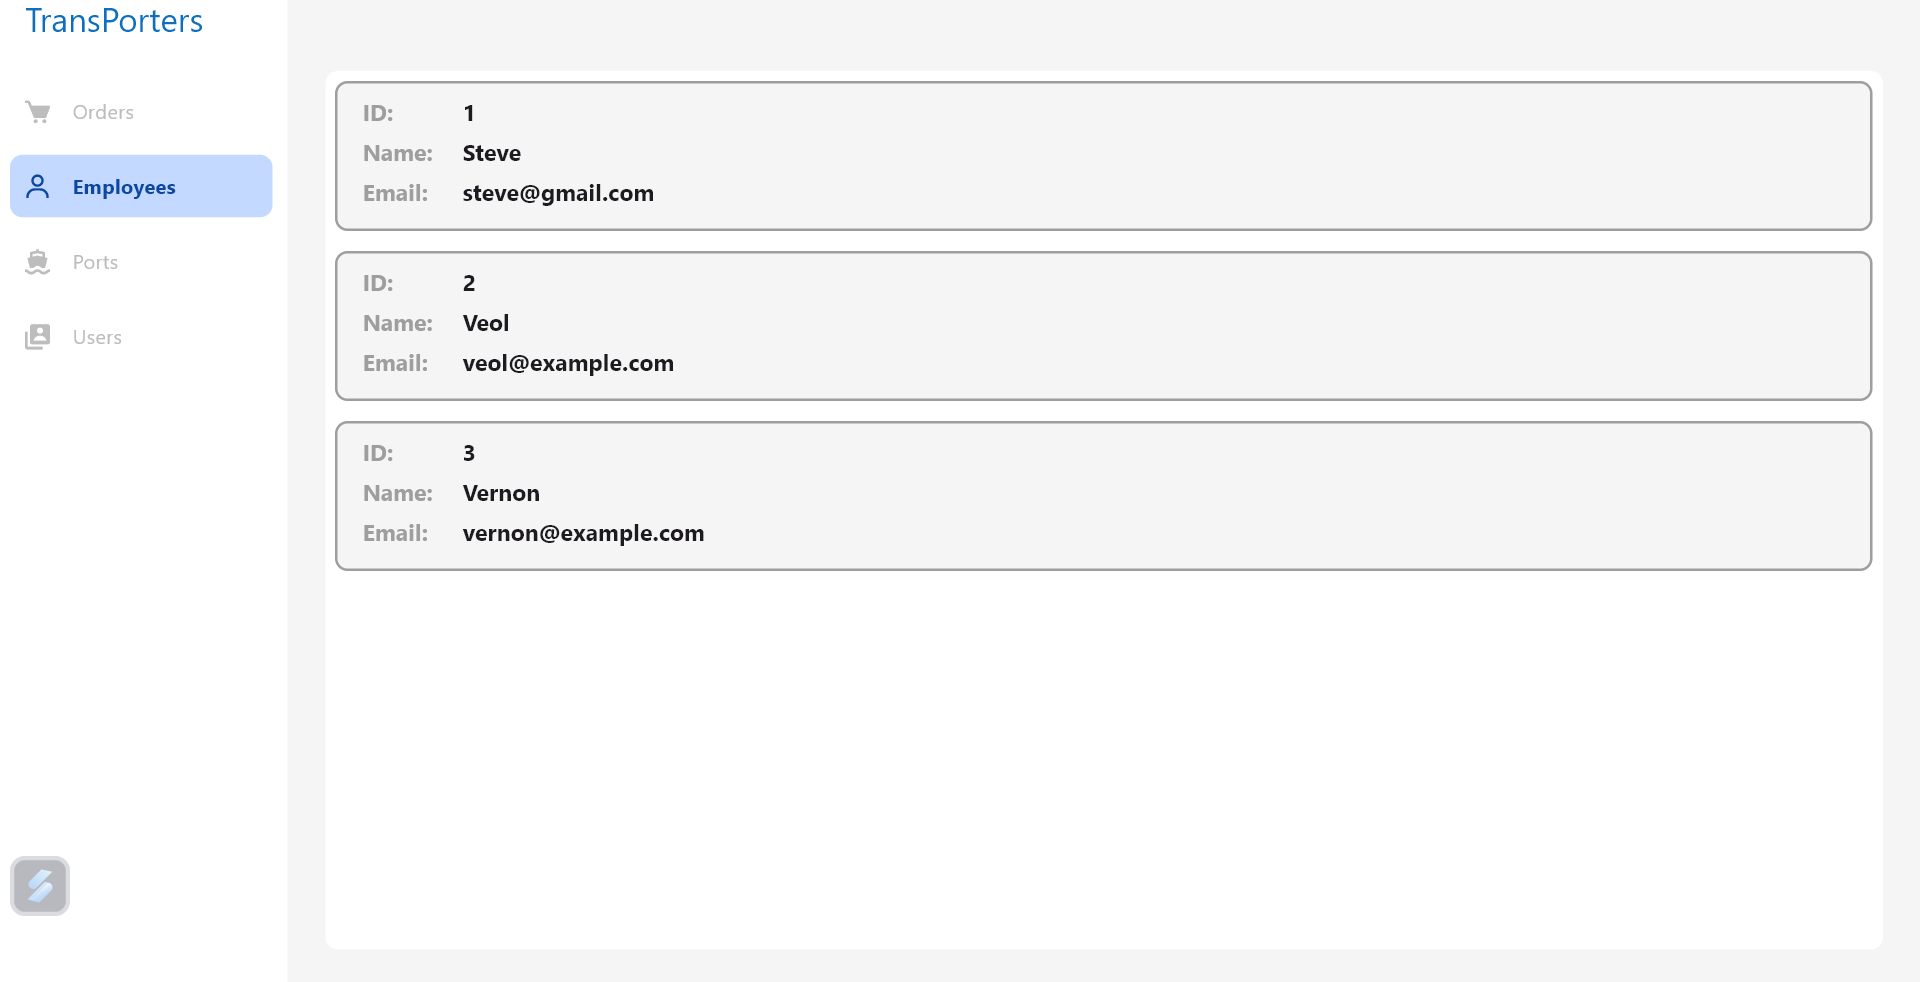 TransPorters
Orders
Employees
Ports
Users
ID: 1
Name: Steve
Email: steve@gmail.com
ID: 2
Name: Veol
Email: veol@example.com
ID: 3
Name: Vernon
Email: vernon@example.com